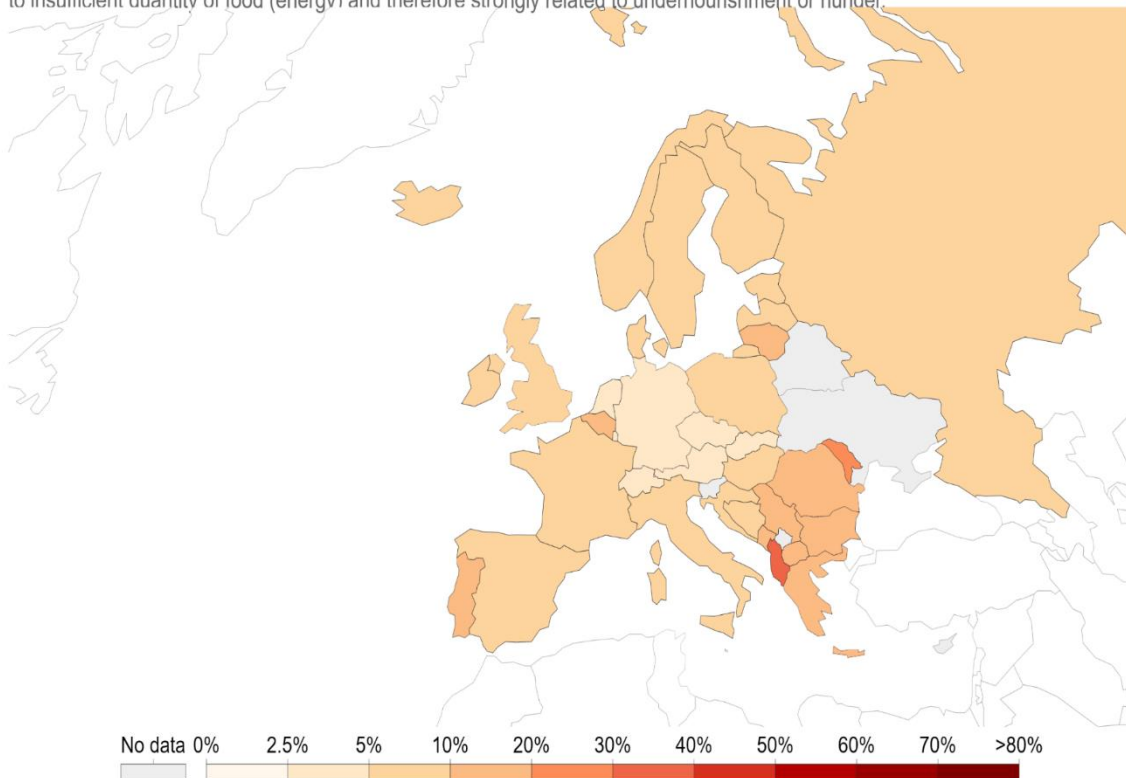 to insufficient quantity of food (energy) and therefore strongly related to undernourishment or hunger.
No data 0% 2.5% 5% 10% 20% 30% 40% 50% 60% 70% >80%